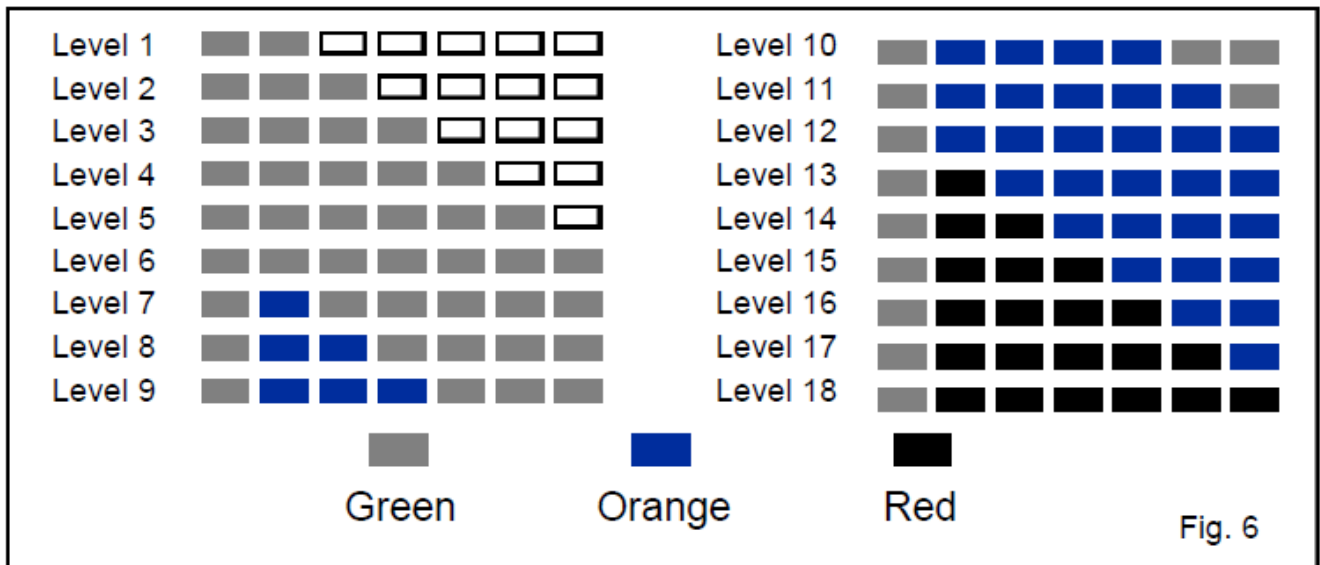 Level 1
Level 2
Level 3
Level 4
Level 5
Level 6
Level 7
Level 8
Level 9
Level 10
Level 11
Level 12
Level 13
Level 14
Level 15
Level 16
Level 17
Level 18
Green Orange Red
Fig. 6